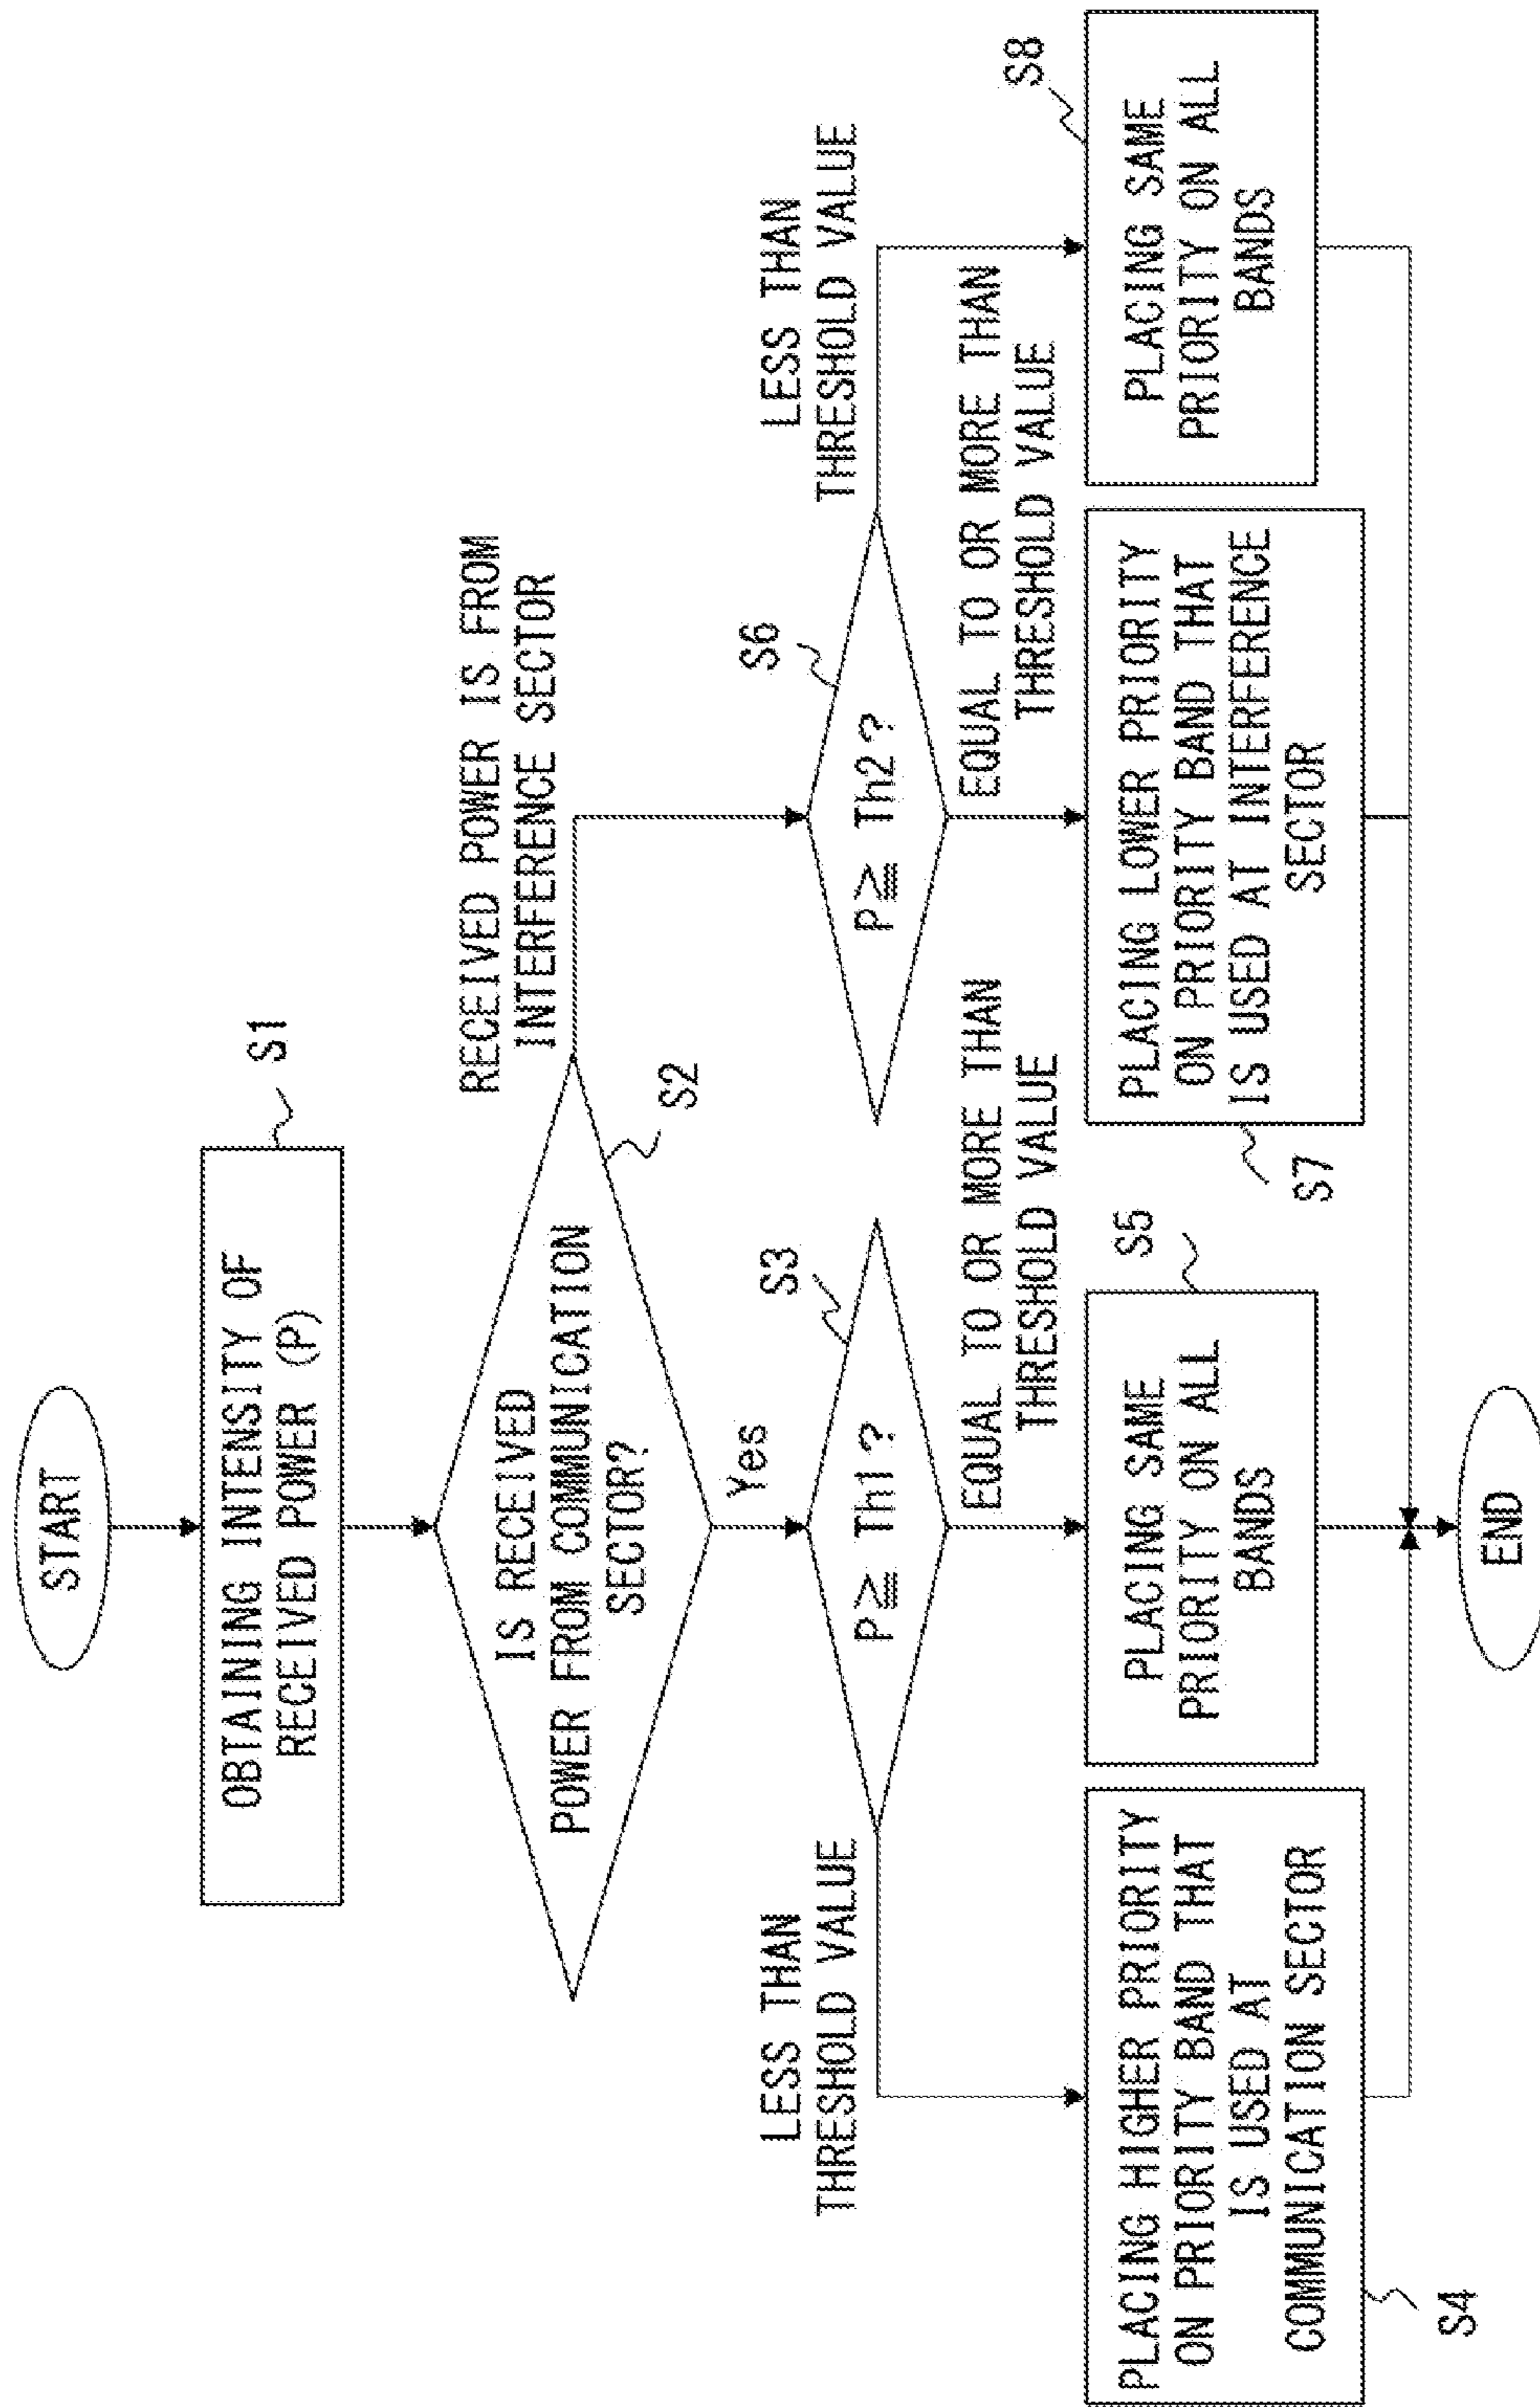 START
OBTAINING INTENSITY OF
RECEIVED POWER (P)
S1
IS RECEIVED
POWER FROM COMMUNICATION
SECTOR?
S2
RECEIVED POWER IS FROM
INTERFERENCE SECTOR
Yes
P≧ Th1?
S3
P≧ Th2?
S6
LESS THAN
THRESHOLD VALUE
EQUAL TO OR MORE THAN
THRESHOLD VALUE
EQUAL TO OR MORE THAN
THRESHOLD VALUE
LESS THAN
THRESHOLD VALUE
PLACING HIGHER PRIORITY
ON PRIORITY BAND THAT
IS USED AT
COMMUNICATION SECTOR
S4
PLACING SAME
PRIORITY ON ALL
BANDS
S5
PLACING LOWER PRIORITY
ON PRIORITY BAND THAT
IS USED AT INTERFERENCE
SECTOR
S7
PLACING SAME
PRIORITY ON ALL
BANDS
S8
END